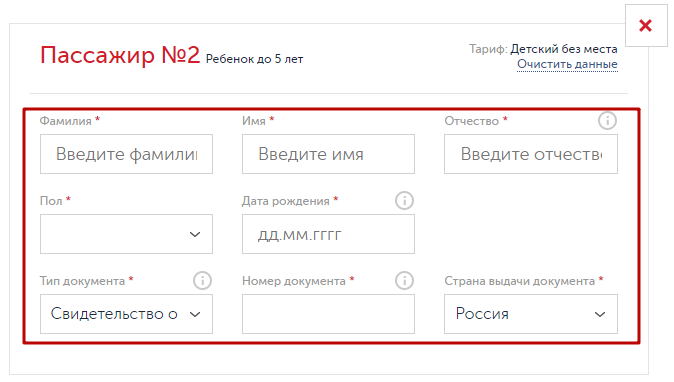 Пассажир №2 Ребенок до 5 лет
Тариф: Детский без места
Очистить данные
Фамилия * Имя * Отчество *
Введите фамили Введите имя Введите отчество
Пол * Дата рождения *
дд.мм.гггг
Тип документа * Номер документа * Страна выдачи документа *
Свидетельство о Россия